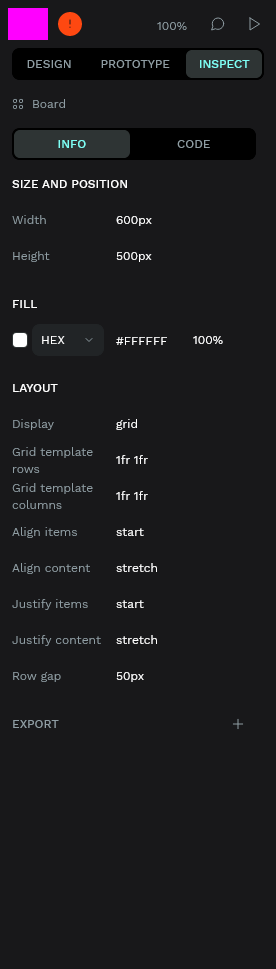 100%
DESIGN PROTOTYPE INSPECT
Board
INFO CODE
SIZE AND POSITION
Width 600px
Height 500px
FILL
HEX #FFFFFF 100%
LAYOUT
Display grid
Grid template
rows 1fr 1fr
Grid template
columns 1fr 1fr
Align items start
Align content stretch
Justify items start
Justify content stretch
Row gap 50px
EXPORT